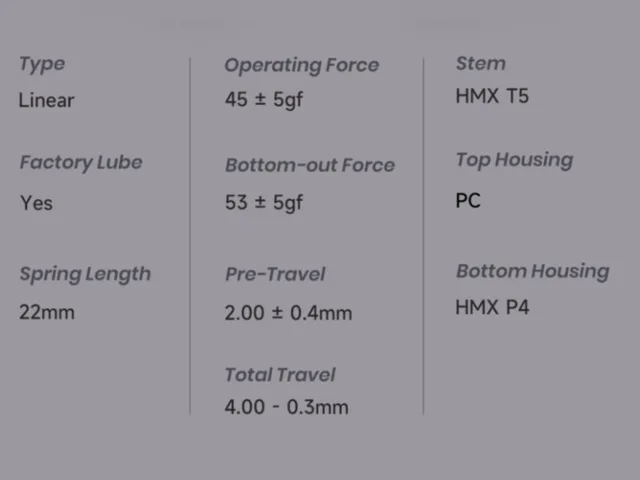 Type
Linear
Factory Lube
Yes
Spring Length
22mm
Operating Force
45 ± 5gf
Bottom-out Force
53 ± 5gf
Pre-Travel
2.00 ± 0.4mm
Total Travel
4.00 - 0.3mm
Stem
HMX T5
Top Housing
PC
Bottom Housing
HMX P4